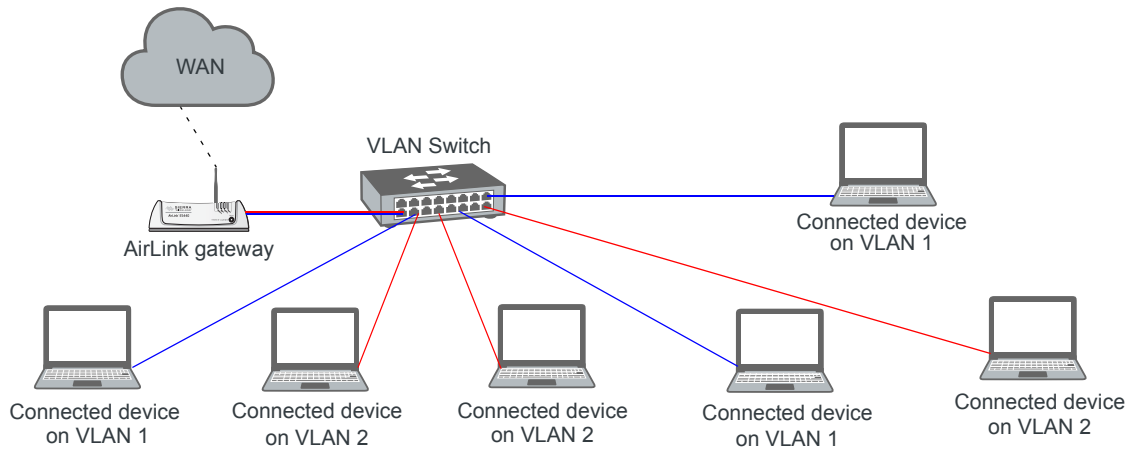 WAN
VLAN Switch
SIERRA
AirLink gateway
Connected device
on VLAN 1
Connected device
on VLAN 1
Connected device
on VLAN 2
Connected device
on VLAN 2
Connected device
on VLAN 1
Connected device
on VLAN 2